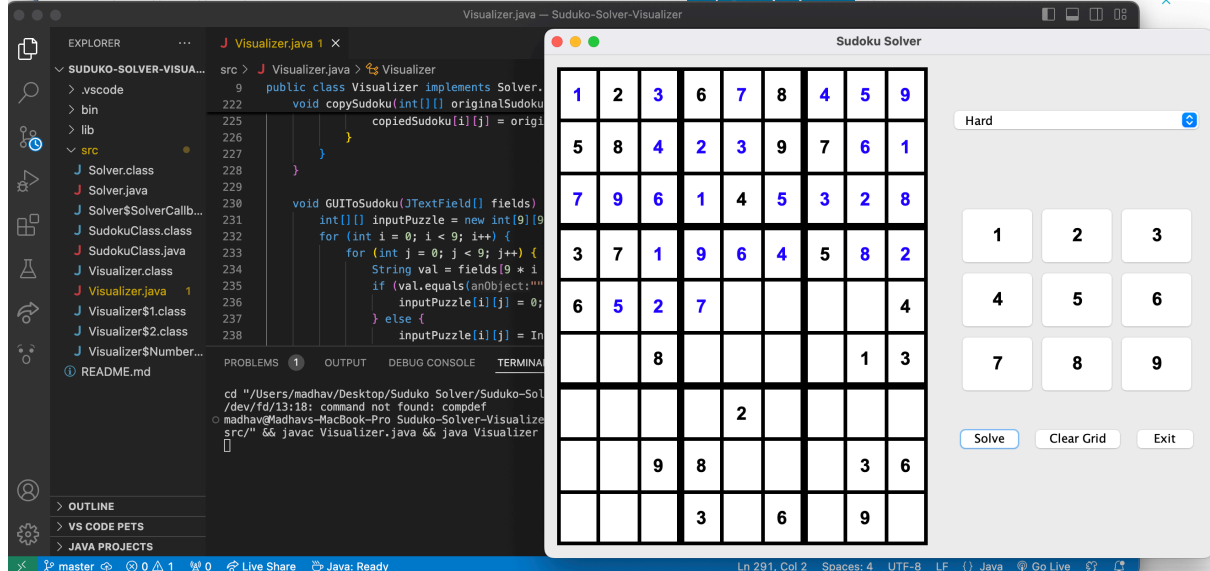 Visualizer.java — Suduko-Solver-Visualizer
EXPLORER ...
SUDUKO-SOLVER-VISUA...
.vscode
bin
lib
src
J Solver.class
J Solver.java
J Solver$SolverCallb...
J SudokuClass.class
J SudokuClass.java
J Visualizer.class
J Visualizer.java 1
J Visualizer$1.class
J Visualizer$2.class
J Visualizer$Number...
README.md
OUTLINE
VS CODE PETS
JAVA PROJECTS
J Visualizer.java 1 ×
src > J Visualizer.java > Visualizer
9 public class Visualizer implements Solver.
222 void copySudoku(int[][] originalSudoku
225 copiedSudoku[i][j] = origi
226 }
227 }
228 }
229
230 void GUIToSudoku(JTextField[] fields)
231 int[][] inputPuzzle = new int[9][9
232 for (int i = 0; i < 9; i++) {
233 for (int j = 0; j < 9; j++) {
234 String val = fields[9 * i
235 if (val.equals(anObject:""
236 inputPuzzle[i][j] = 0;
237 } else {
238 inputPuzzle[i][j] = In
PROBLEMS 1 OUTPUT DEBUG CONSOLE TERMINA
cd "/Users/madhav/Desktop/Suduko Solver/Suduko-Sol
/dev/fd/13:18: command not found: compdef
madhav@Madhavs-MacBook-Pro Suduko-Solver-Visualize
src/" && javac Visualizer.java && java Visualizer
Sudoku Solver
1 2 3 6 7 8 4 5 9
5 8 4 2 3 9 7 6 1
7 9 6 1 4 5 3 2 8
3 7 1 9 6 4 5 8 2
6 5 2 7 4
8 1 3
2
9 8 3 6
3 6 9
Hard
1 2 3
4 5 6
7 8 9
Solve Clear Grid Exit
master 0 1 0 Live Share Java: Ready Ln 291, Col 2 Spaces: 4 UTF-8 LF {} Java Go Live